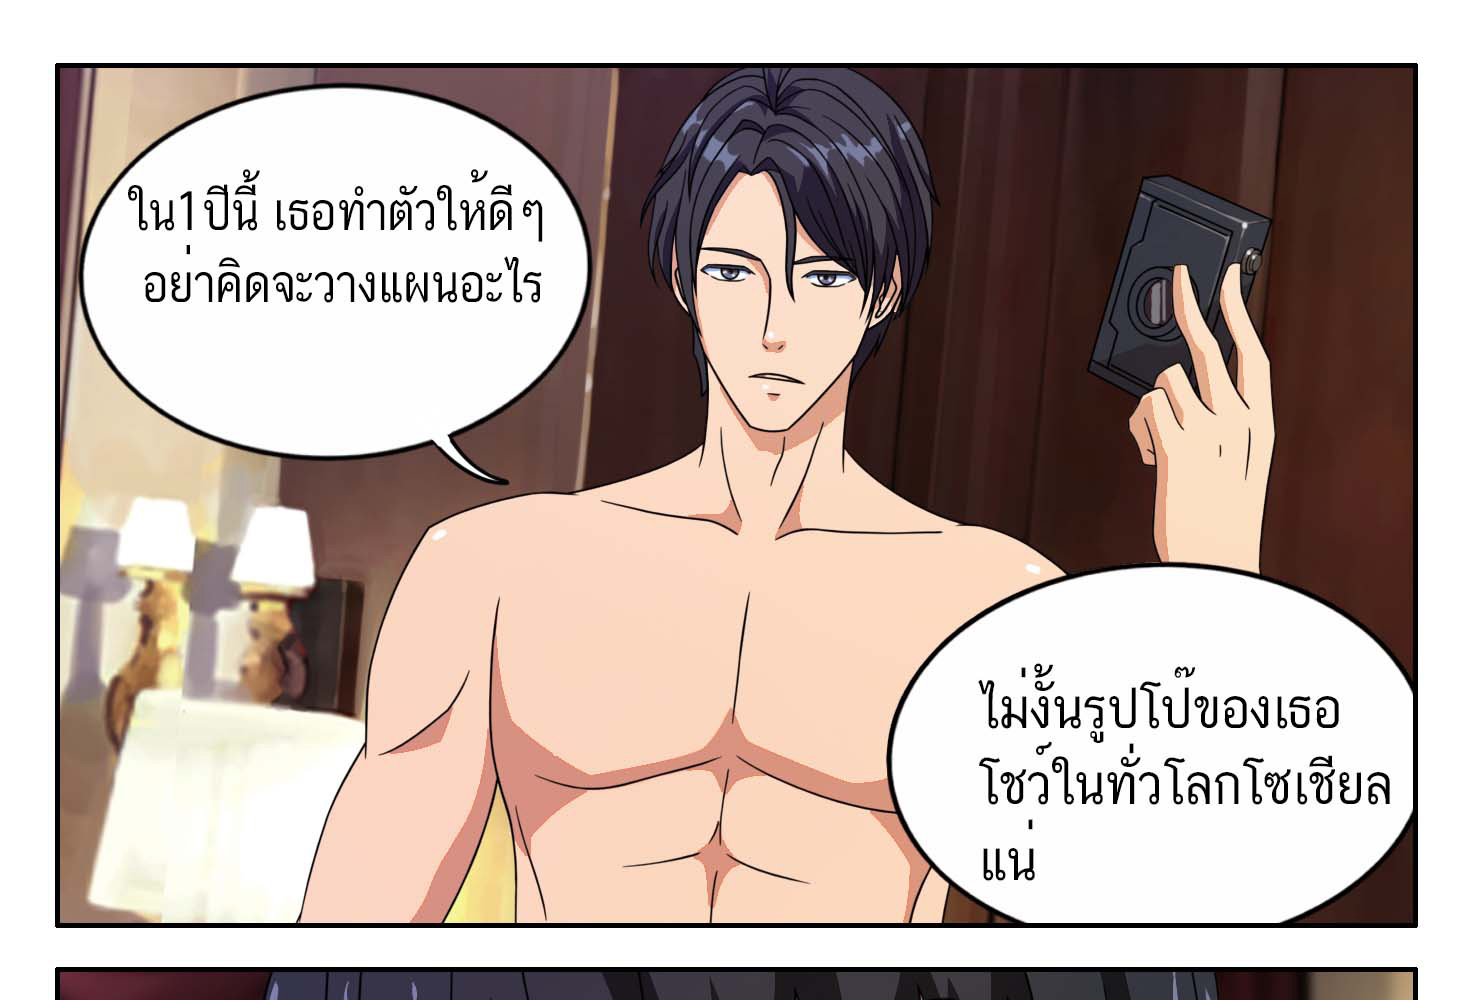 ใน1ปีนี้ เธอทำตัวให้ดีๆ
อย่าคิดจะวางแผนอะไร
ไม่งั้นรูปโป๊ของเธอ
โชว์ในทั่วโลกโซเชียล
แน่